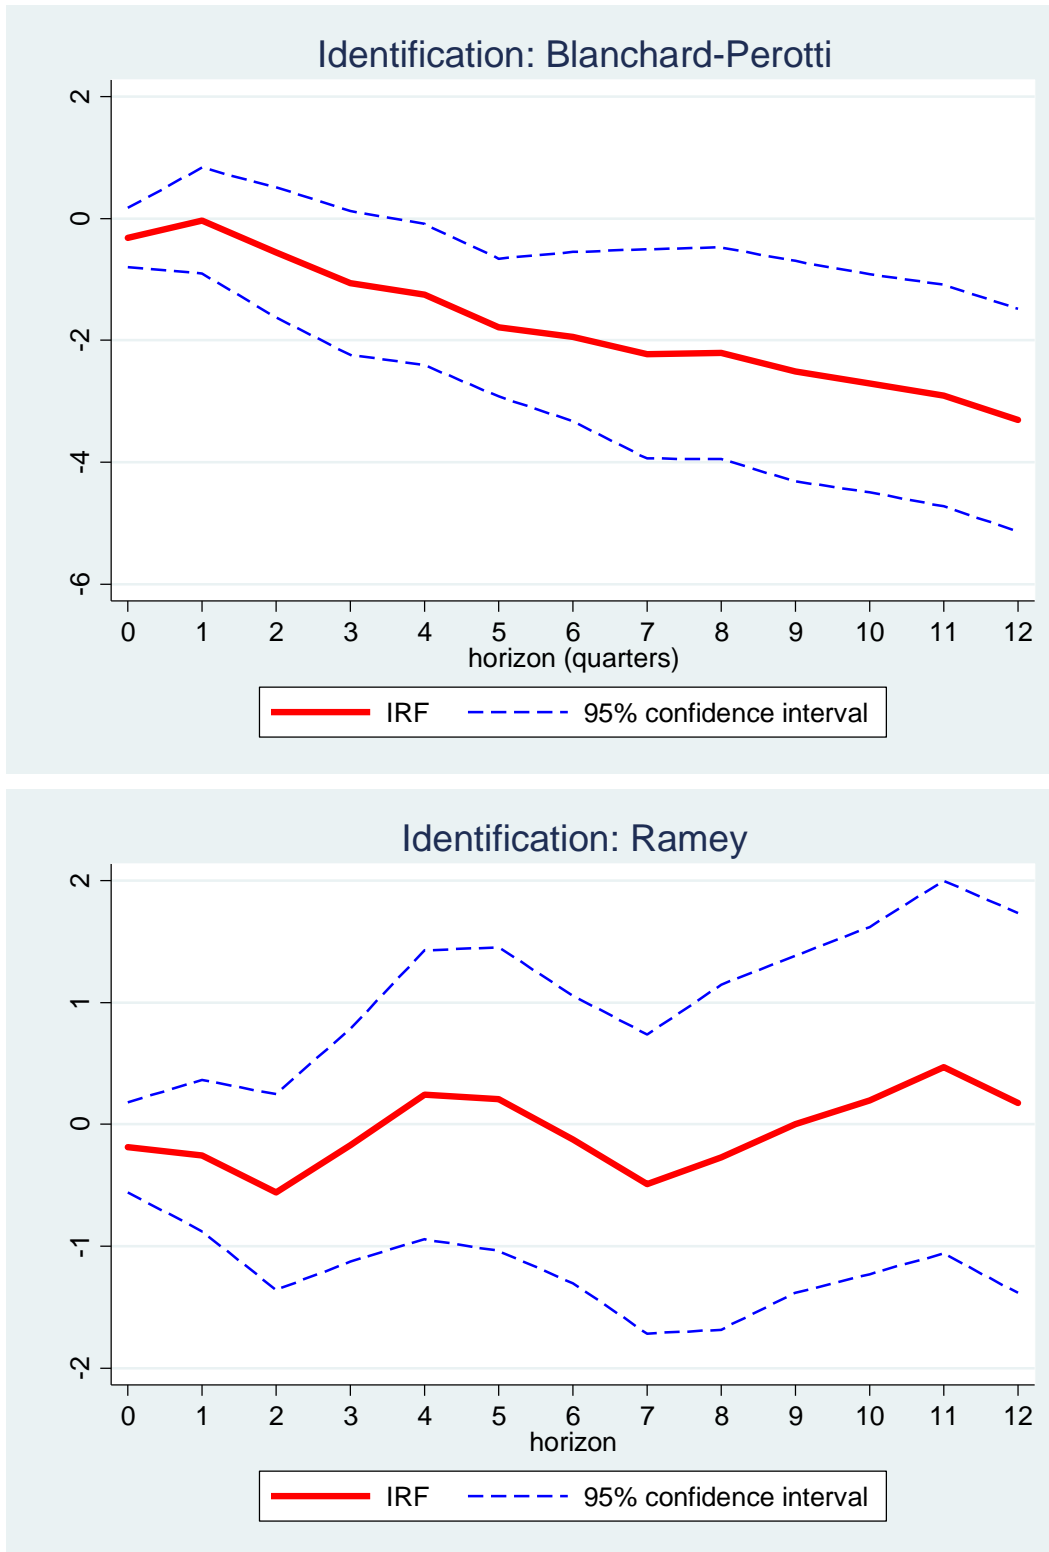 Identification: Blanchard-Perotti
2
0
-2
-4
-6
0 1 2 3 4 5 6 7 8 9 10 11 12
horizon (quarters)
IRF 95% confidence interval
Identification: Ramey
2
1
0
-1
-2
0 1 2 3 4 5 6 7 8 9 10 11 12
horizon
IRF 95% confidence interval